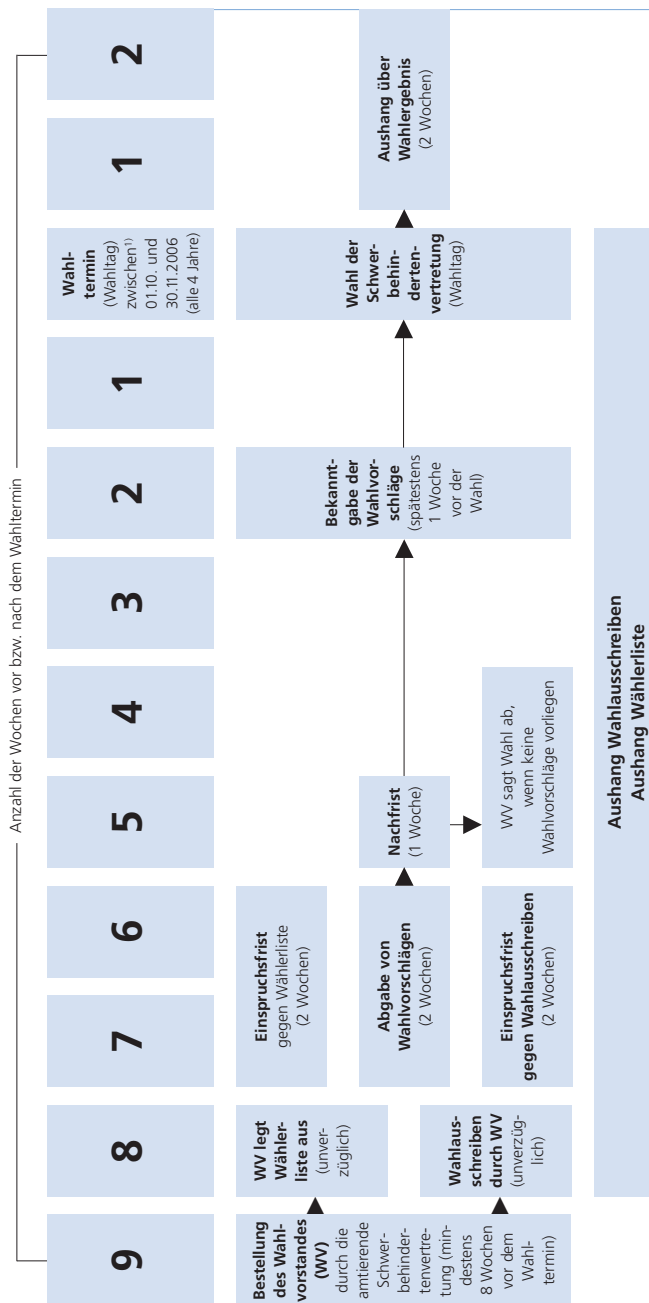 Anzahl der Wochen vor bzw. nach dem Wahltermin
9
8
7
6
5
4
3
2
1
Wahl-
termin
(Wahltag)
zwischen¹⁾
01.10. und
30.11.2006
(alle 4 Jahre)
1
2
Bestellung
des Wahl-
vorstandes
(WV)
durch die
amtierende
Schwer-
behinder-
tenvertre-
tung (min-
destens
8 Wochen
vor dem
Wahl-
termin)
WV legt
Wähler-
liste aus
(unver-
züglich)
Wahlaus-
schreiben
durch WV
(unverzüg-
lich)
Einspruchsfrist
gegen Wählerliste
(2 Wochen)
Abgabe von
Wahlvorschlägen
(2 Wochen)
Einspruchsfrist
gegen Wahlausschreiben
(2 Wochen)
Nachfrist
(1 Woche)
WV sagt Wahl ab,
wenn keine
Wahlvorschläge vorliegen
Bekannt-
gabe der
Wahlvor-
schläge
(spätestens
1 Woche
vor der
Wahl)
Wahl der
Schwer-
behin-
derten-
vertretung
(Wahltag)
Aushang über
Wahlergebnis
(2 Wochen)
Aushang Wahlausschreiben
Aushang Wählerliste